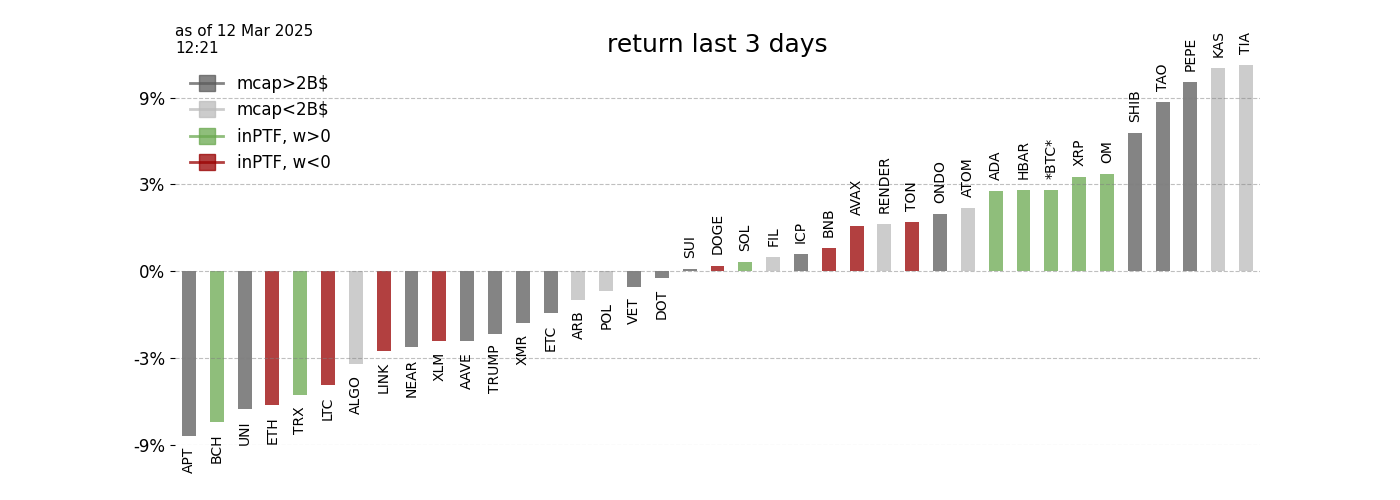 as of 12 Mar 2025
12:21
return last 3 days
mcap>2B$
mcap<2B$
inPTF, w>0
inPTF, w<0
9%
3%
0%
-3%
-9%
APT
BCH
UNI
ETH
TRX
LTC
ALGO
LINK
NEAR
XLM
AAVE
TRUMP
XMR
ETC
ARB
POL
VET
DOT
SUI
DOGE
SOL
FIL
ICP
BNB
AVAX
RENDER
TON
ONDO
ATOM
ADA
HBAR
*BTC*
XRP
OM
SHIB
TAO
PEPE
KAS
TIA